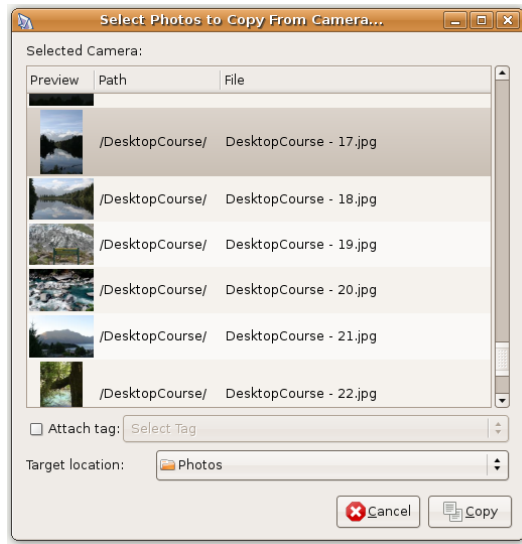 Select Photos to Copy From Camera...
Selected Camera:
Preview Path File
/DesktopCourse/ DesktopCourse - 17.jpg
/DesktopCourse/ DesktopCourse - 18.jpg
/DesktopCourse/ DesktopCourse - 19.jpg
/DesktopCourse/ DesktopCourse - 20.jpg
/DesktopCourse/ DesktopCourse - 21.jpg
/DesktopCourse/ DesktopCourse - 22.jpg
Attach tag: Select Tag
Target location: Photos
Cancel Copy